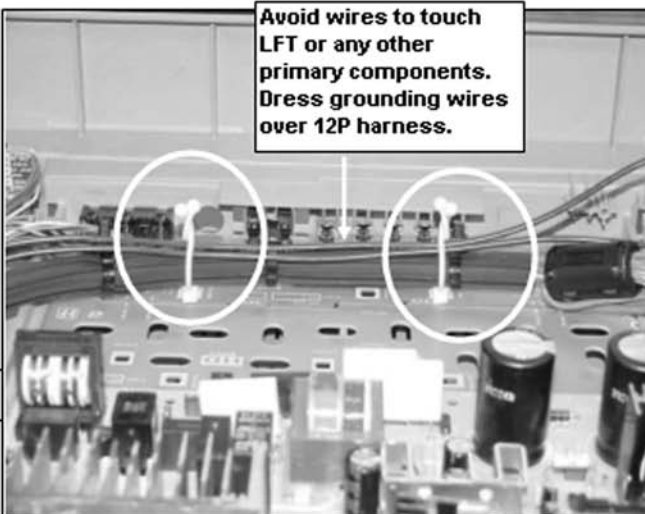 Avoid wires to touch
LFT or any other
primary components.
Dress grounding wires
over 12P harness.